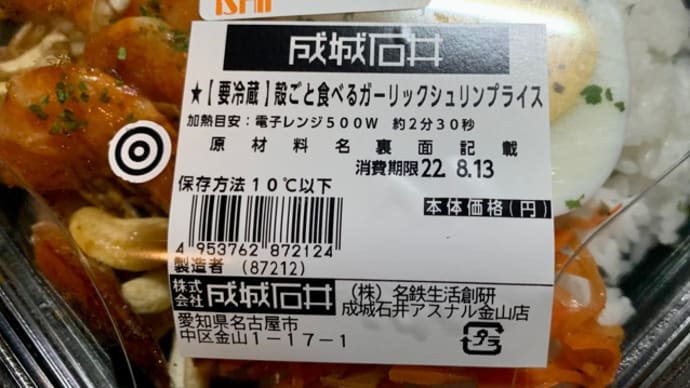 ISHII
成城石井
★【要冷蔵】殻ごと食べるガーリックシュリンプライス
加熱目安:電子レンジ500W 約2分30秒
原材料名裏面記載
消費期限22. 8.13
保存方法10℃以下
本体価格(円)
4 953762 872124
製造者 (87212)
株式会社 成城石井
(株)名鉄生活創研
成城石井アスナル金山店
愛知県名古屋市
中区金山1-17-1
プラ